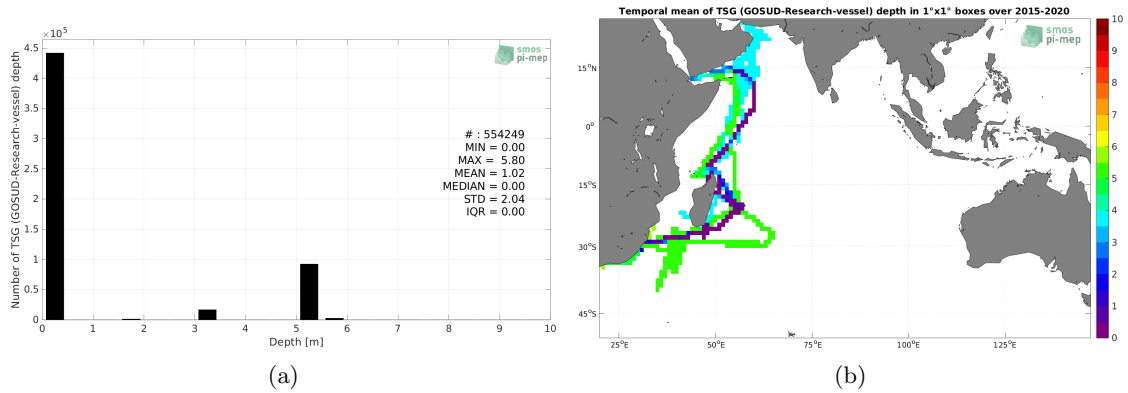 Temporal mean of TSG (GOSUD-Research-vessel) depth in 1°x1° boxes over 2015-2020
×10⁵
4.5
4
3.5
3
2.5
2
1.5
1
0.5
0
Number of TSG (GOSUD-Research-vessel) depth
smos
pi-mep
# : 554249
MIN = 0.00
MAX = 5.80
MEAN = 1.02
MEDIAN = 0.00
STD = 2.04
IQR = 0.00
0 1 2 3 4 5 6 7 8 9 10
Depth [m]
(a)
smos
pi-mep
15°N
0°
15°S
30°S
45°S
25°E 50°E 75°E 100°E 125°E
10
9
8
7
6
5
4
3
2
1
0
(b)